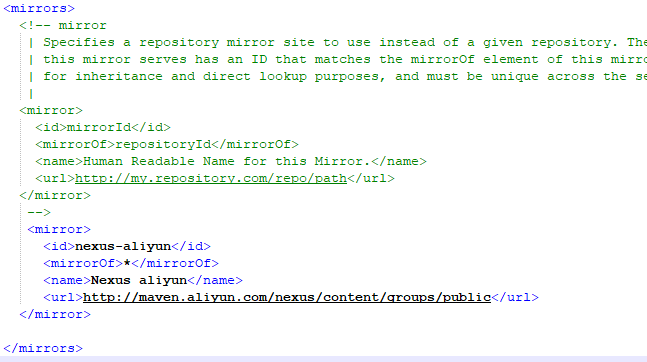 <mirrors>
<!-- mirror
| Specifies a repository mirror site to use instead of a given repository. The
| this mirror serves has an ID that matches the mirrorOf element of this mirro
| for inheritance and direct lookup purposes, and must be unique across the se
|
<mirror>
<id>mirrorId</id>
<mirrorOf>repositoryId</mirrorOf>
<name>Human Readable Name for this Mirror.</name>
<url>http://my.repository.com/repo/path</url>
</mirror>
-->
<mirror>
<id>nexus-aliyun</id>
<mirrorOf>*</mirrorOf>
<name>Nexus aliyun</name>
<url>http://maven.aliyun.com/nexus/content/groups/public</url>
</mirror>
</mirrors>